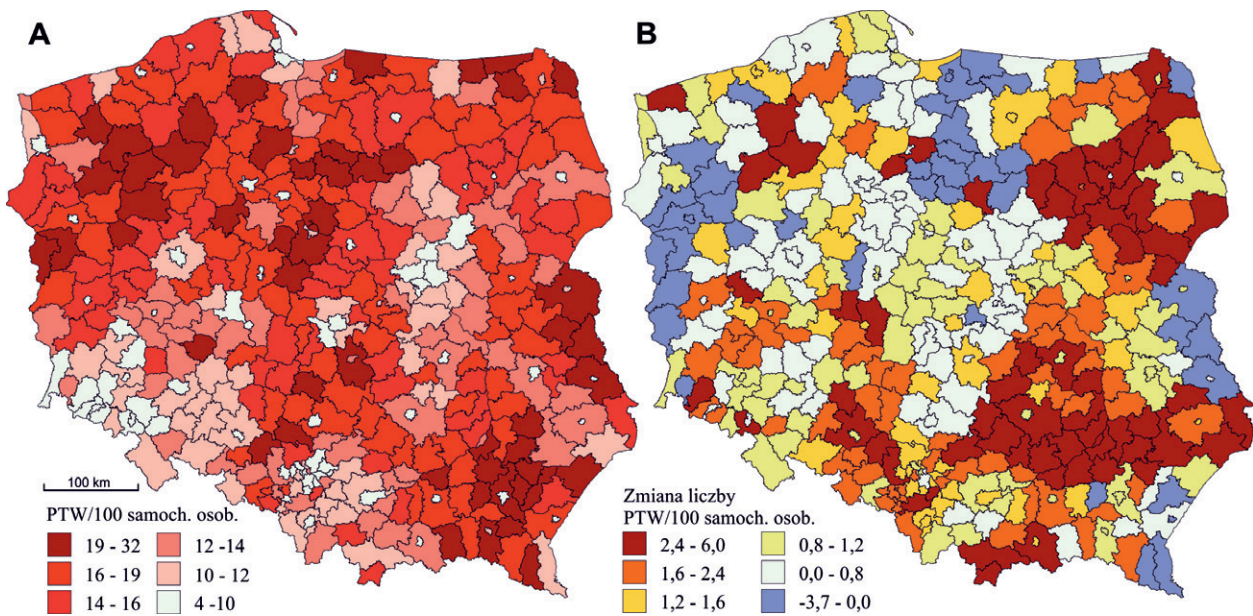 A
B
100 km
PTW/100 samoch. osob.
19 - 32
12 -14
16 - 19
10 - 12
14 - 16
4 -10
Zmiana liczby
PTW/100 samoch. osob.
2,4 - 6,0
0,8 - 1,2
1,6 - 2,4
0,0 - 0,8
1,2 - 1,6
-3,7 - 0,0